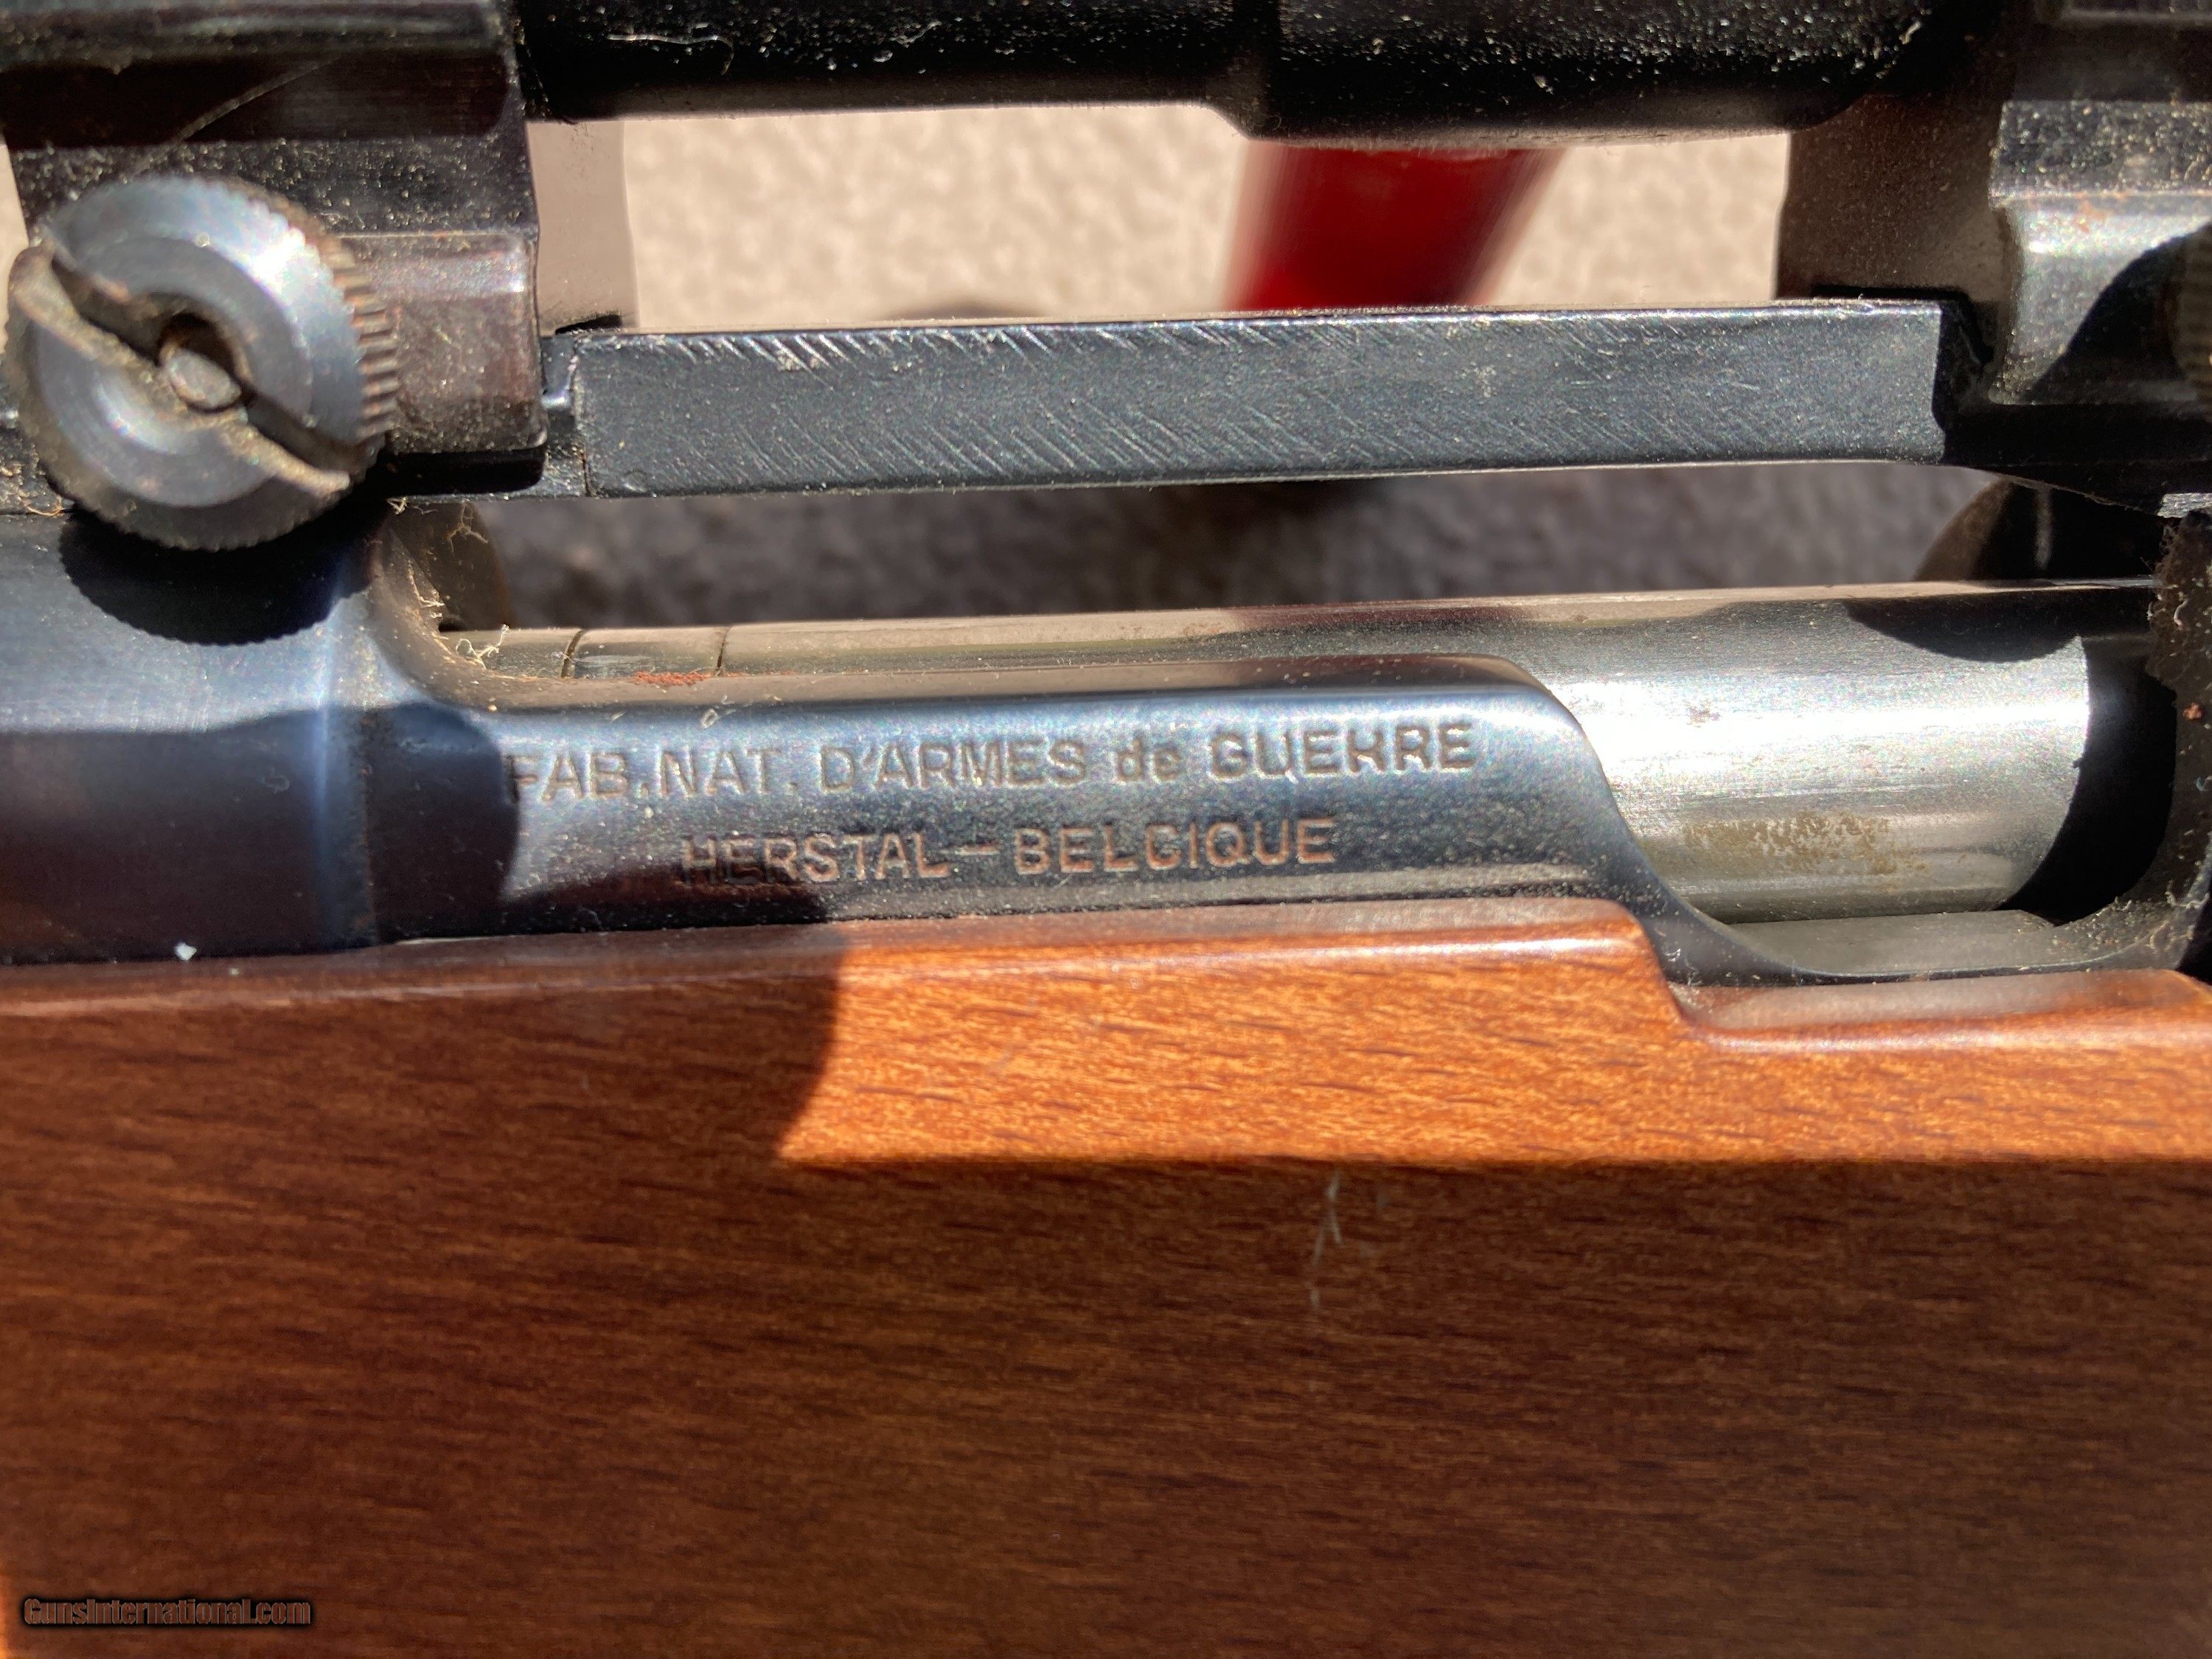 FAB. NAT. D'ARMES de GUERRE
HERSTAL - BELGIQUE
GunsInternational.com